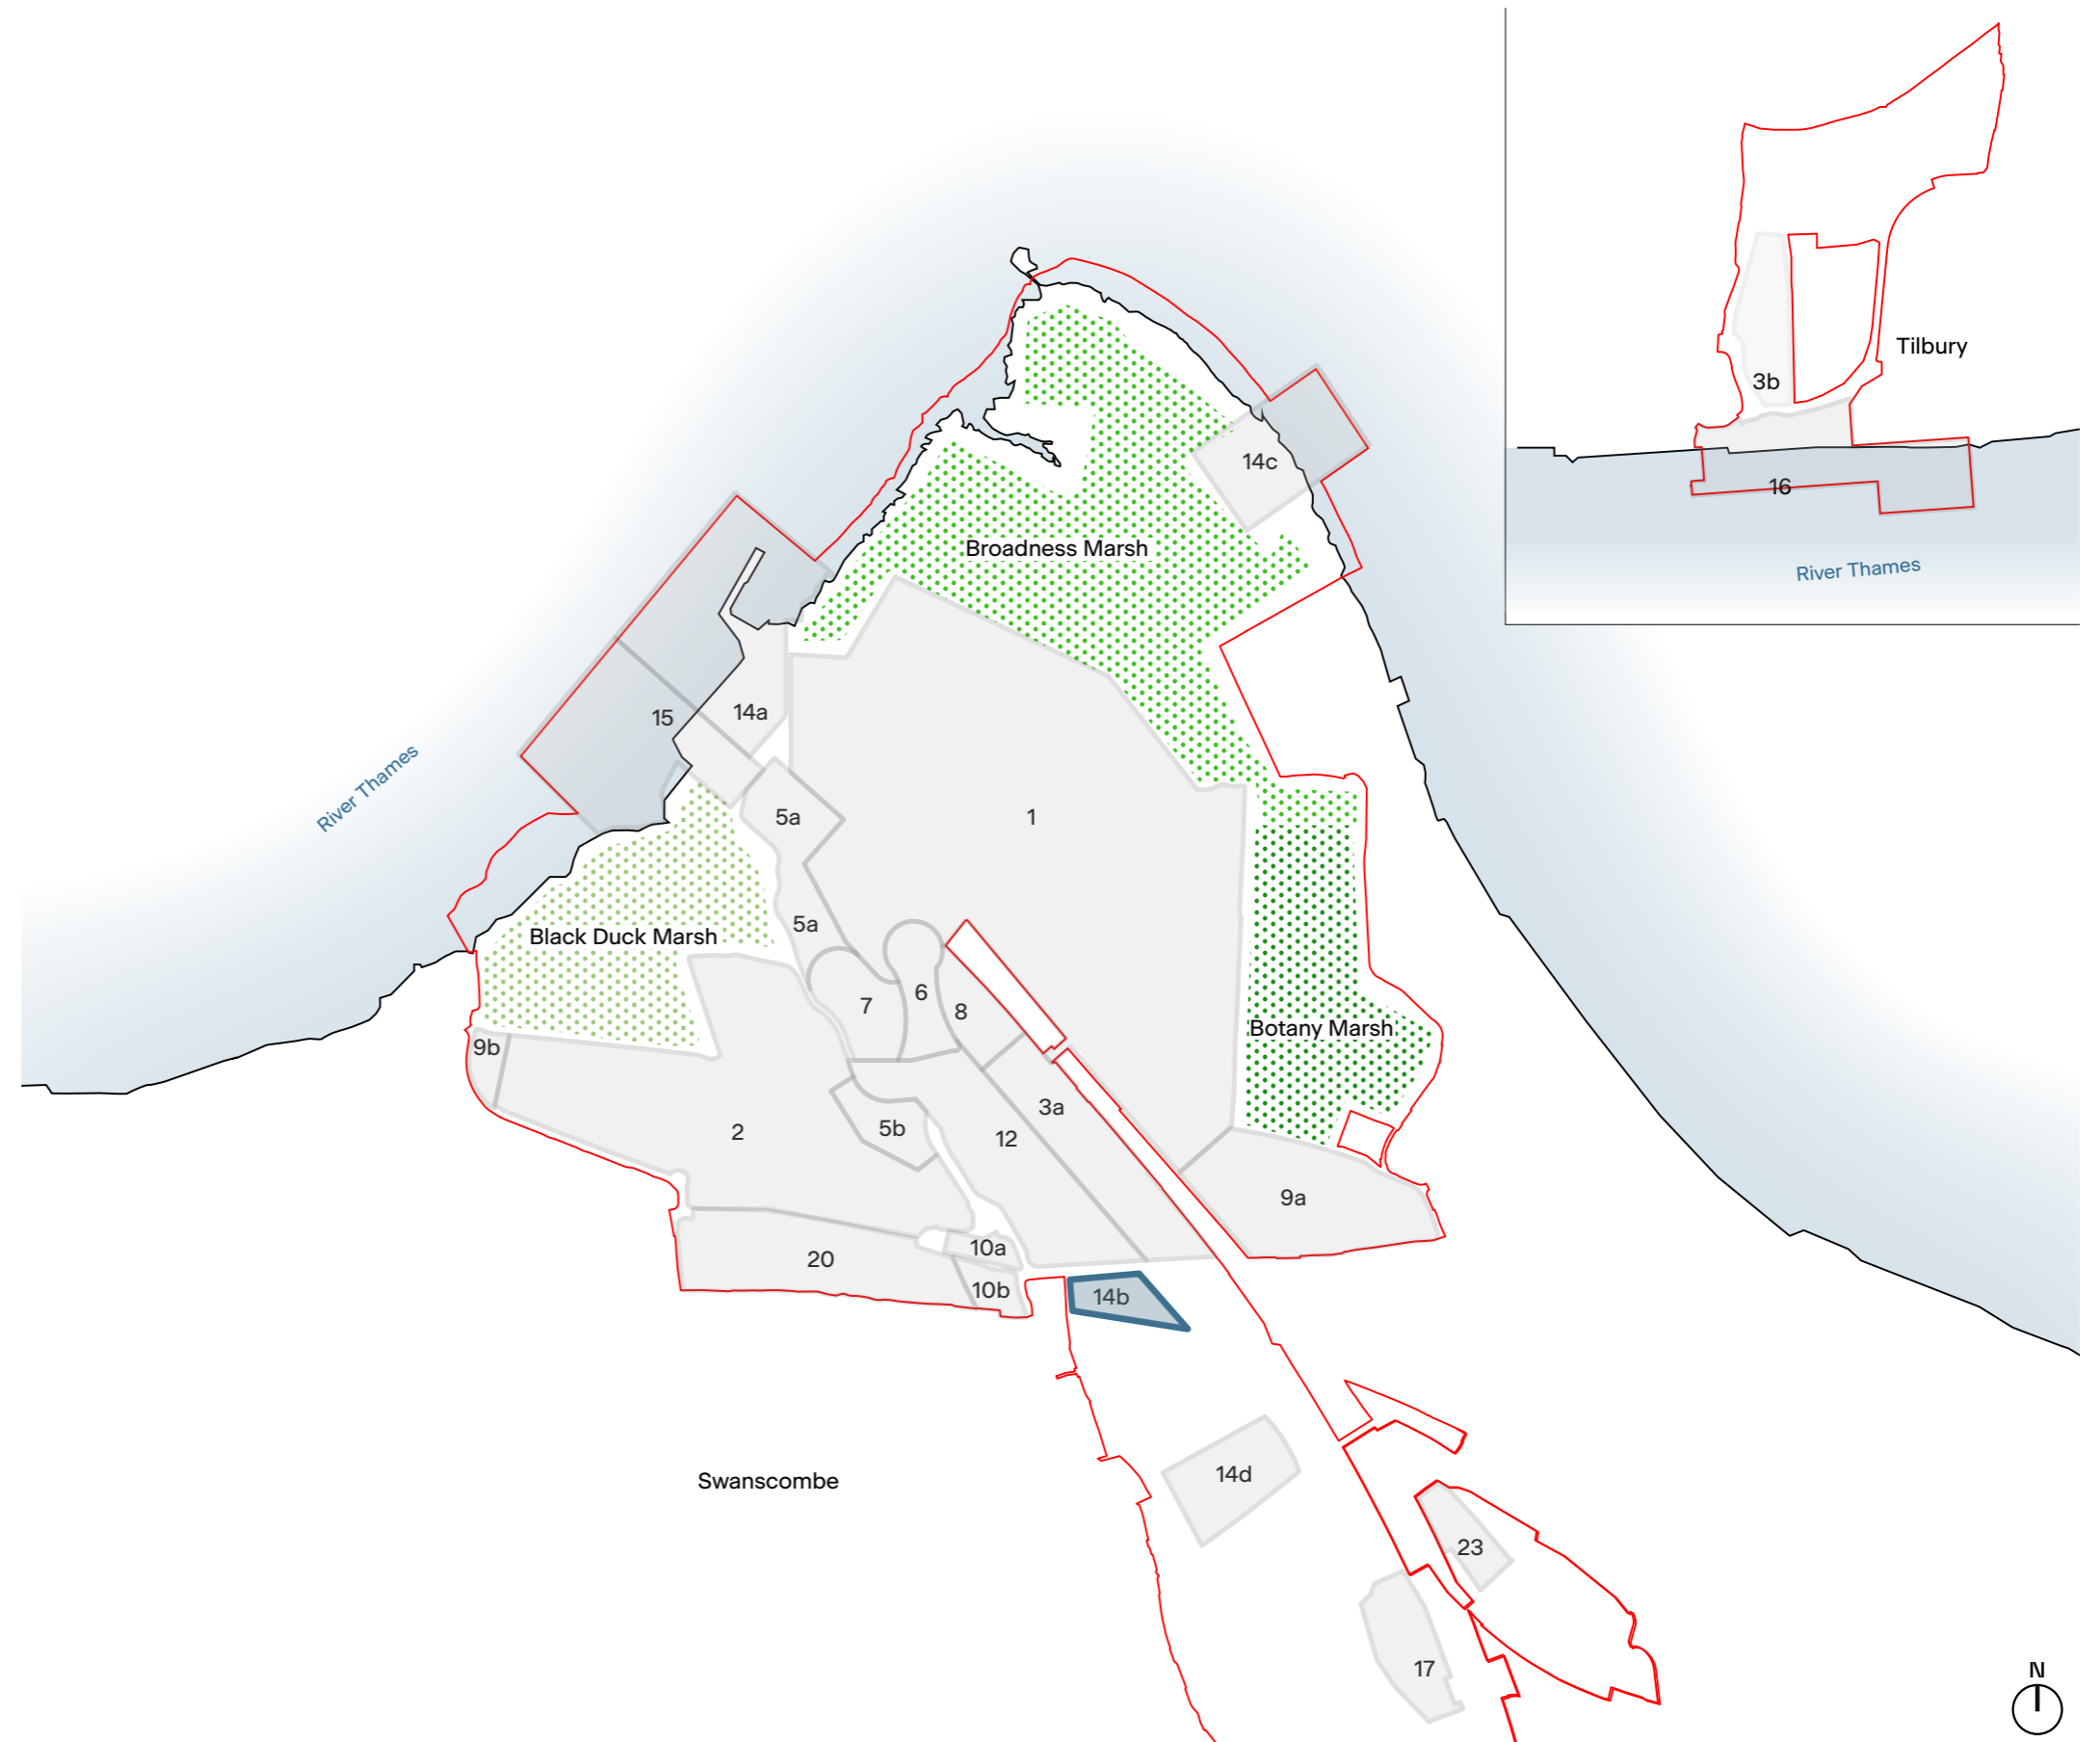 Tilbury
3b
14c
16
Broadness Marsh
River Thames
15
14a
River Thames
5a
1
5a
Black Duck Marsh
7
6
8
Botany Marsh
9b
3a
2
5b
12
9a
10a
20
10b
14b
14d
Swanscombe
23
17
N